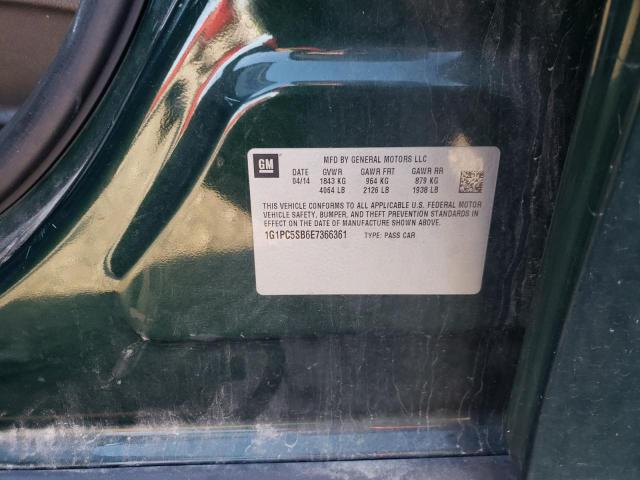 GM
MFD BY GENERAL MOTORS LLC
DATE GVWR GAWR FRT GAWR RR
04/14 1843 KG 964 KG 879 KG
4064 LB 2126 LB 1938 LB
THIS VEHICLE CONFORMS TO ALL APPLICABLE U.S. FEDERAL MOTOR
VEHICLE SAFETY, BUMPER, AND THEFT PREVENTION STANDARDS IN
EFFECT ON THE DATE OF MANUFACTURE SHOWN ABOVE.
1G1PC5SB6E7366361 TYPE: PASS CAR